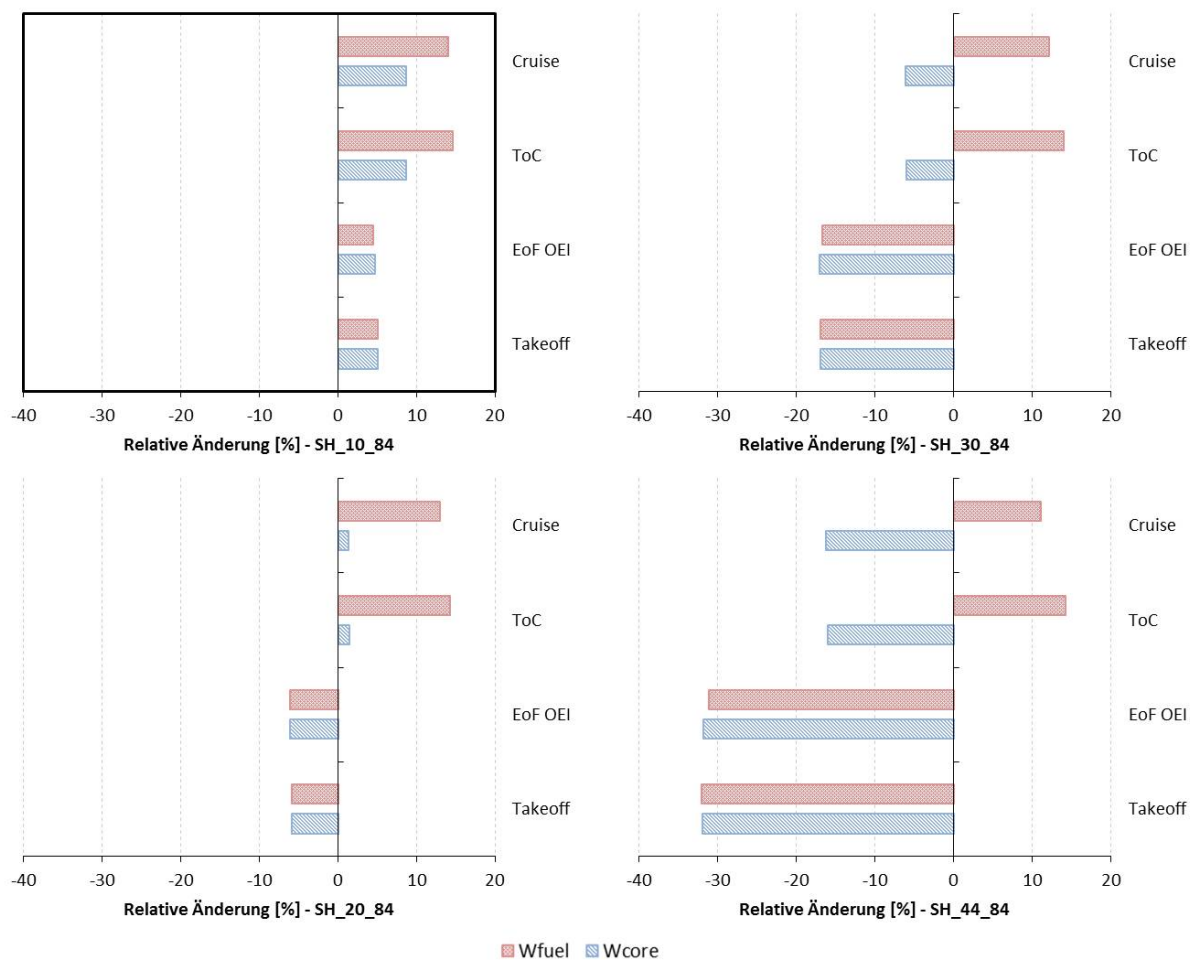 Cruise
ToC
EoF OEI
Takeoff
-40 -30 -20 -10 0 10 20
Relative Änderung [%] - SH_10_84
Cruise
ToC
EoF OEI
Takeoff
-40 -30 -20 -10 0 10 20
Relative Änderung [%] - SH_30_84
Cruise
ToC
EoF OEI
Takeoff
-40 -30 -20 -10 0 10 20
Relative Änderung [%] - SH_20_84
Cruise
ToC
EoF OEI
Takeoff
-40 -30 -20 -10 0 10 20
Relative Änderung [%] - SH_44_84
Wfuel Wcore